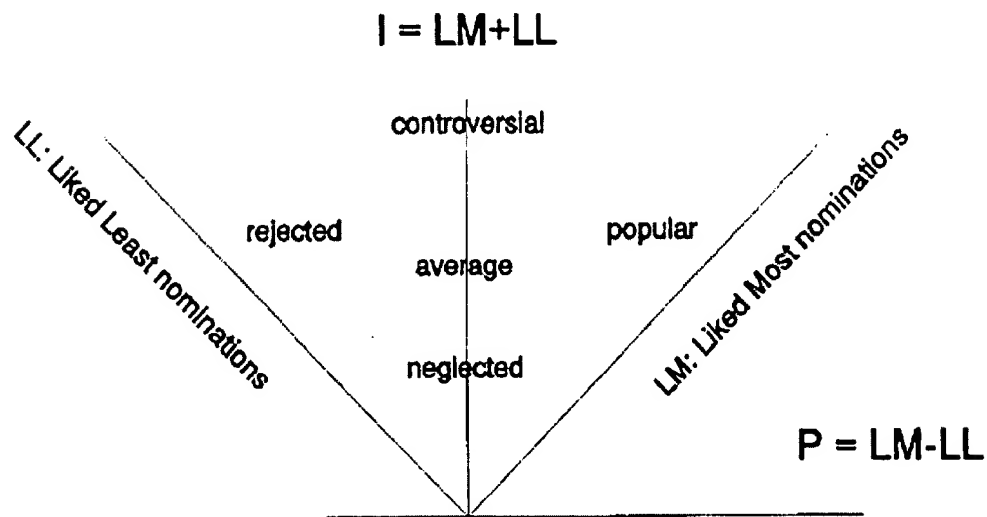 I = LM+LL
controversial
LL: Liked Least nominations
LM: Liked Most nominations
rejected
popular
average
neglected
P = LM-LL